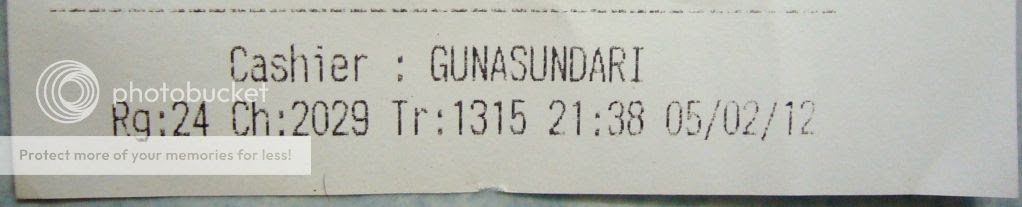 Cashier : GUNASUNDARI
photobucket
Rg:24 Ch:2029 Tr:1315 21:38 05/02/12
Protect more of your memories for less!